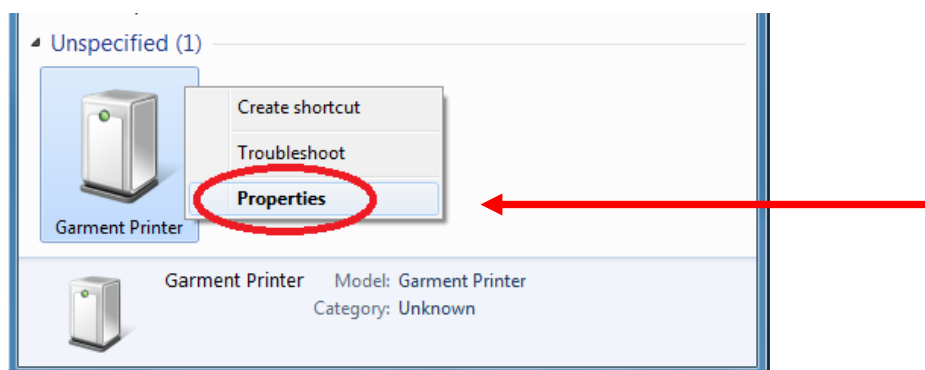 Unspecified (1)
Create shortcut
Troubleshoot
Properties
Garment Printer
Garment Printer Model: Garment Printer
Category: Unknown